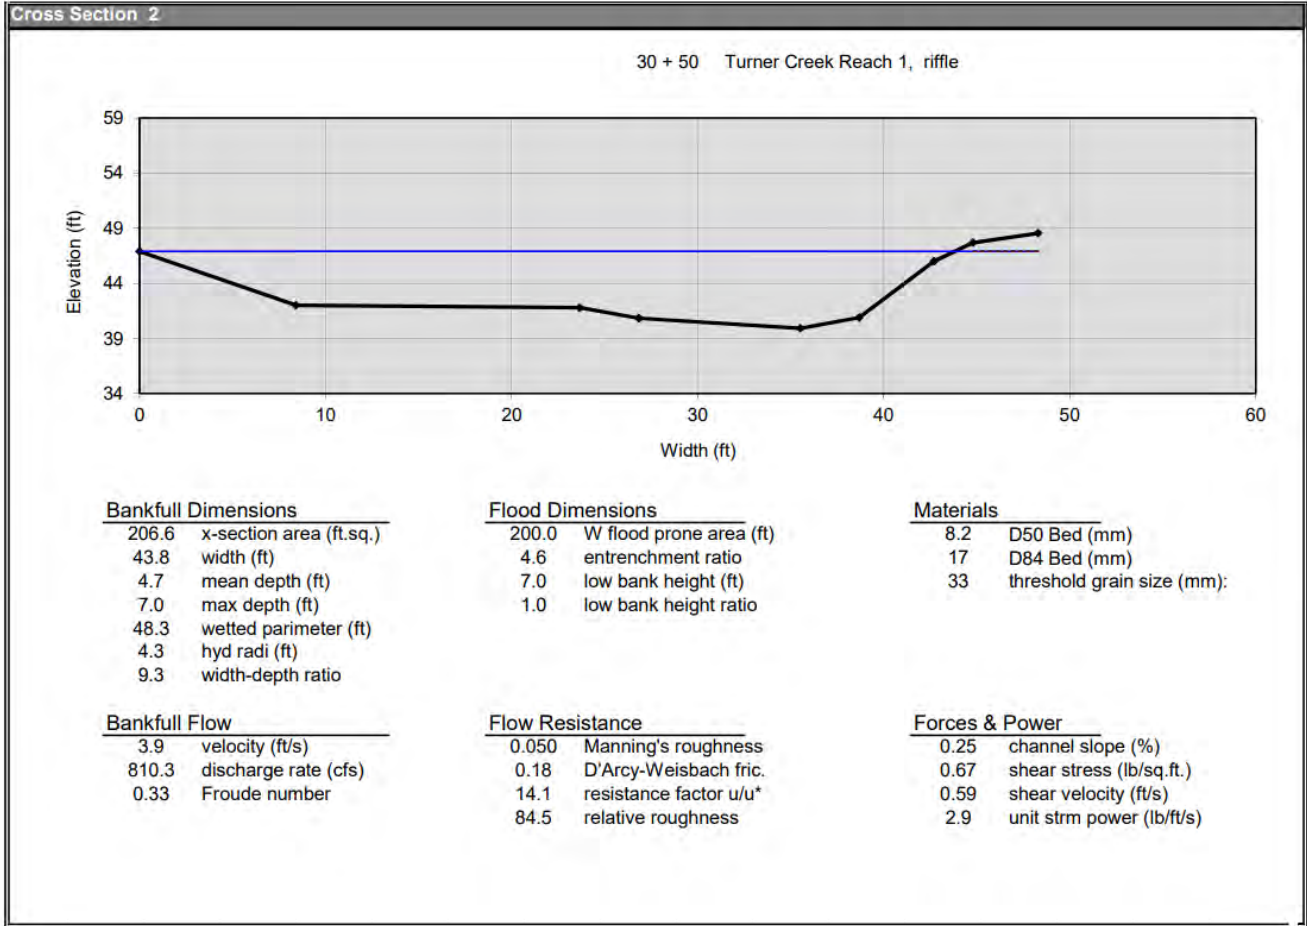 Cross Section 2
30 + 50 Turner Creek Reach 1, riffle
59
54
49
44
39
34
Elevation (ft)
0 10 20 30 40 50 60
Width (ft)
Bankfull Dimensions
206.6 x-section area (ft.sq.)
43.8 width (ft)
4.7 mean depth (ft)
7.0 max depth (ft)
48.3 wetted parimeter (ft)
4.3 hyd radi (ft)
9.3 width-depth ratio
Flood Dimensions
200.0 W flood prone area (ft)
4.6 entrenchment ratio
7.0 low bank height (ft)
1.0 low bank height ratio
Materials
8.2 D50 Bed (mm)
17 D84 Bed (mm)
33 threshold grain size (mm):
Bankfull Flow
3.9 velocity (ft/s)
810.3 discharge rate (cfs)
0.33 Froude number
Flow Resistance
0.050 Manning's roughness
0.18 D'Arcy-Weisbach fric.
14.1 resistance factor u/u*
84.5 relative roughness
Forces & Power
0.25 channel slope (%)
0.67 shear stress (lb/sq.ft.)
0.59 shear velocity (ft/s)
2.9 unit strm power (lb/ft/s)